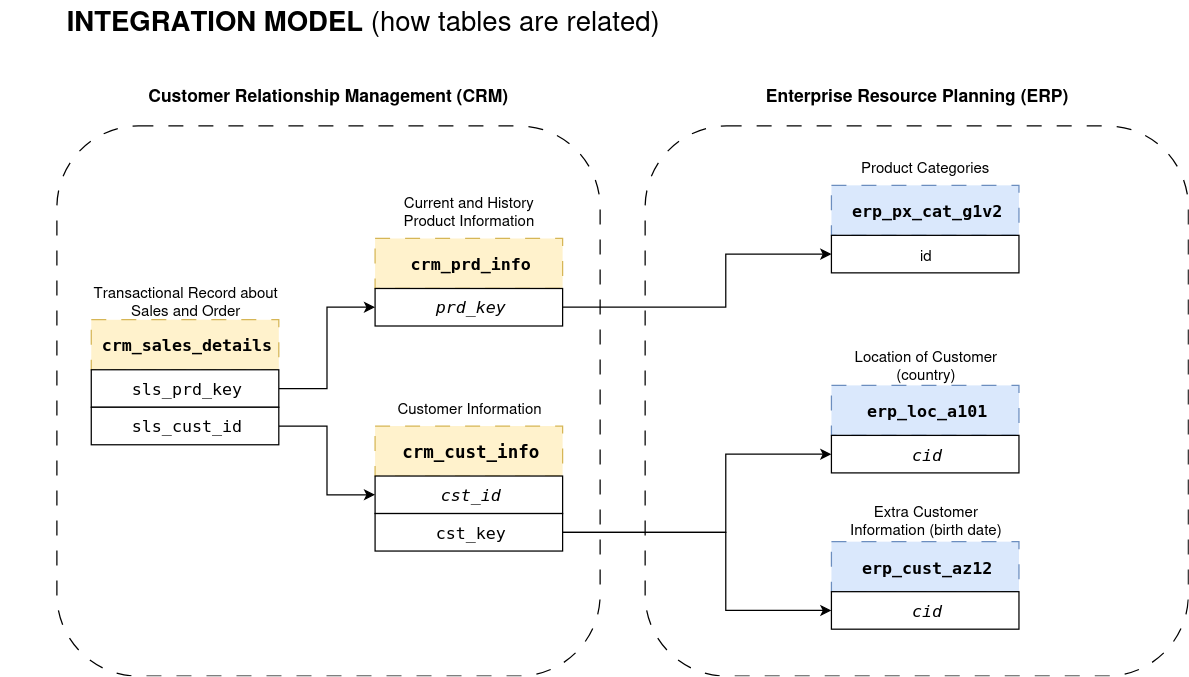 INTEGRATION MODEL (how tables are related)
Customer Relationship Management (CRM)
Transactional Record about
Sales and Order
crm_sales_details
sls_prd_key
sls_cust_id
Current and History
Product Information
crm_prd_info
prd_key
Customer Information
crm_cust_info
cst_id
cst_key
Enterprise Resource Planning (ERP)
Product Categories
erp_px_cat_g1v2
id
Location of Customer
(country)
erp_loc_a101
cid
Extra Customer
Information (birth date)
erp_cust_az12
cid